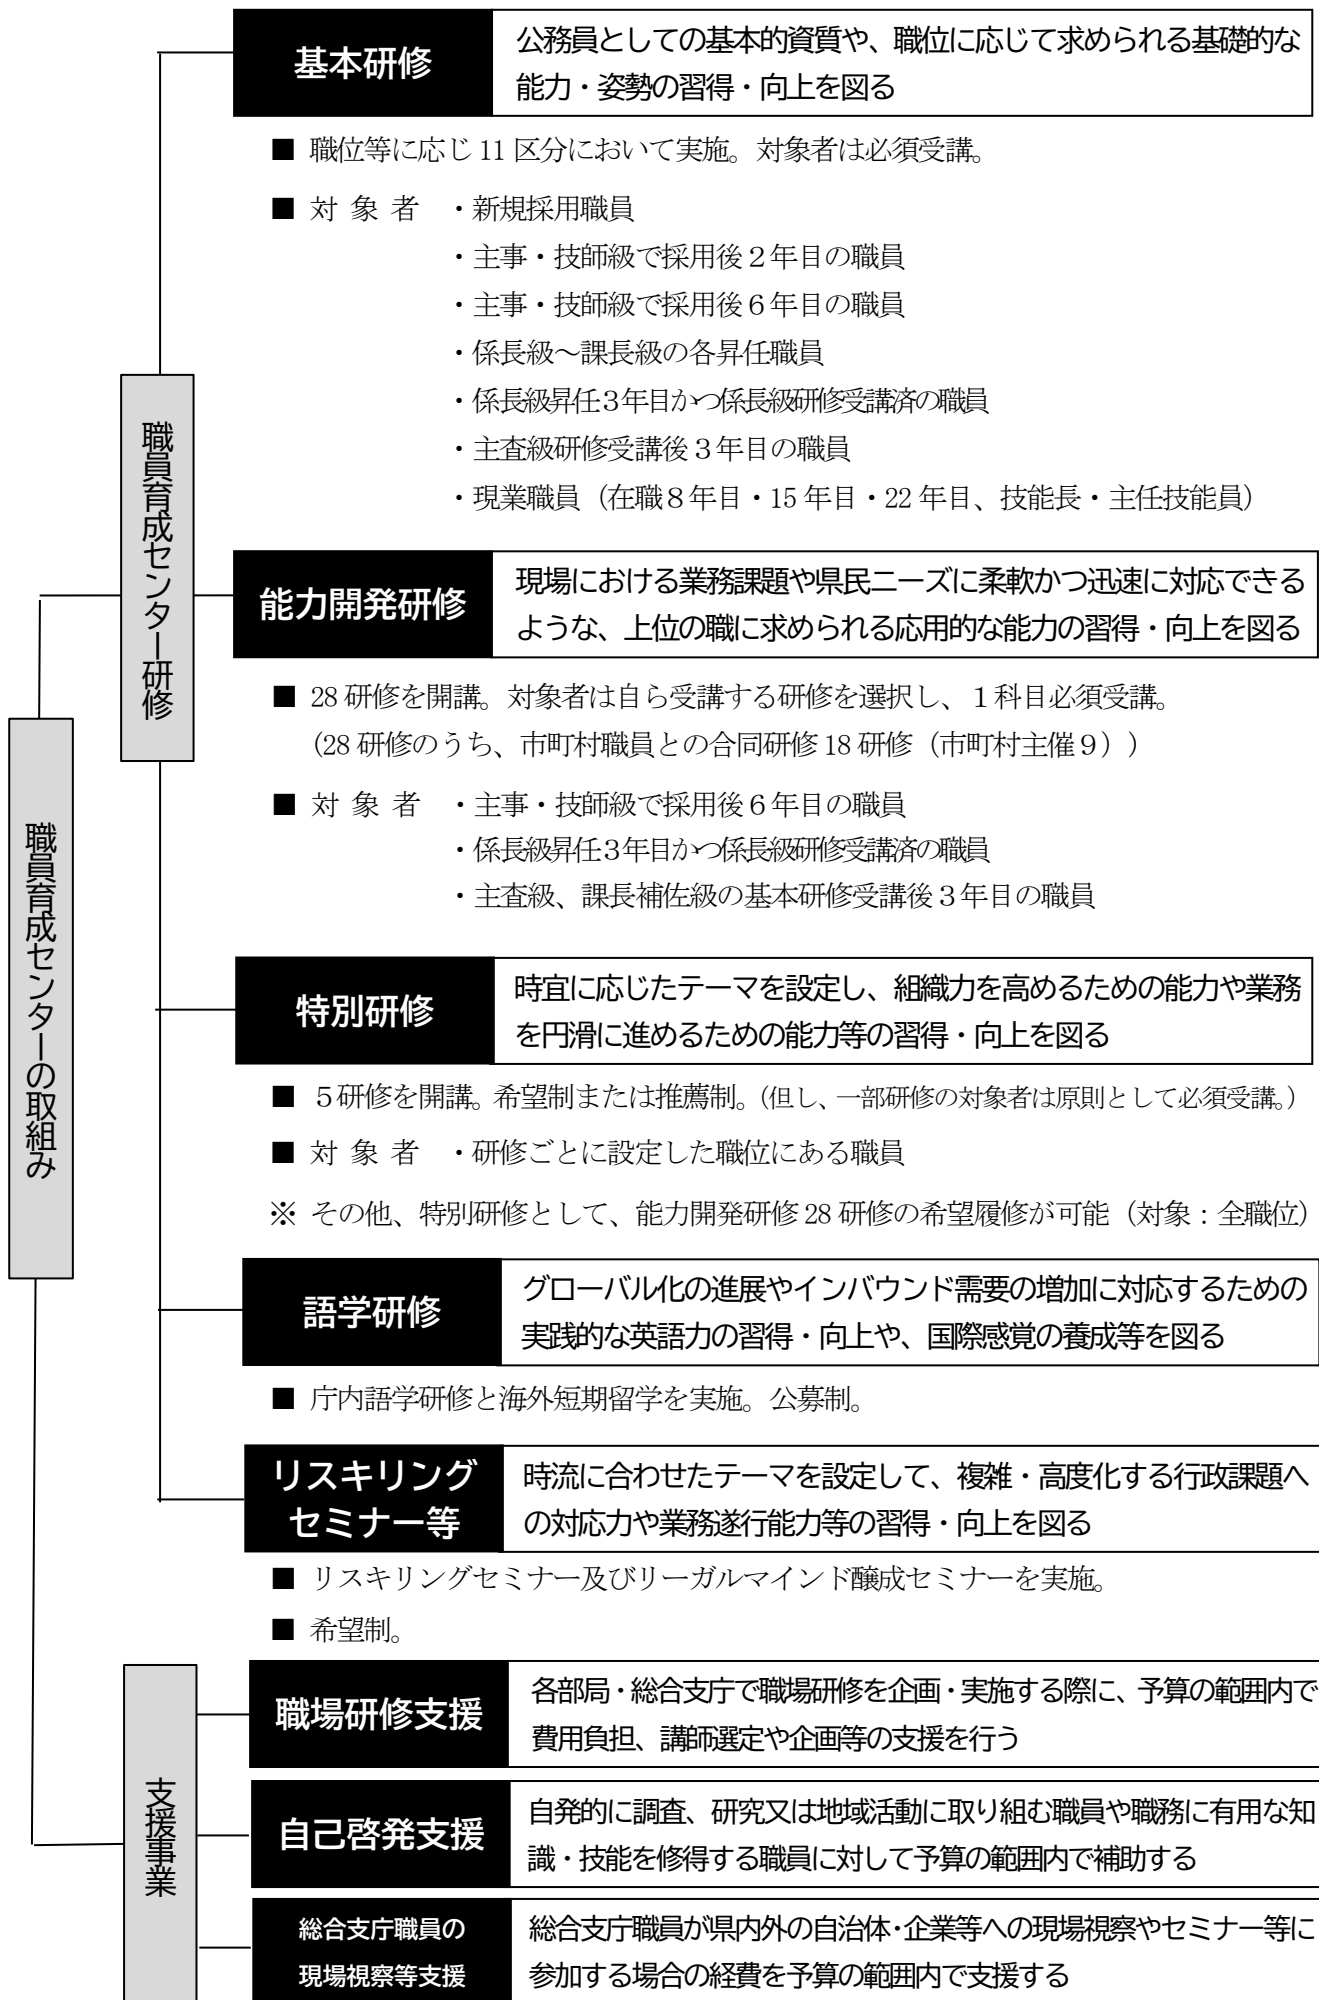 職員育成センターの取組み
職員育成センター研修
基本研修
公務員としての基本的資質や、職位に応じて求められる基礎的な
能力・姿勢の習得・向上を図る
■ 職位等に応じ 11 区分において実施。対象者は必須受講。
■ 対 象 者 ・新規採用職員
・主事・技師級で採用後２年目の職員
・主事・技師級で採用後６年目の職員
・係長級～課長級の各昇任職員
・係長級昇任３年目かつ係長級研修受講済の職員
・主査級研修受講後３年目の職員
・現業職員（在職８年目・15 年目・22 年目、技能長・主任技能員）
能力開発研修
現場における業務課題や県民ニーズに柔軟かつ迅速に対応できる
ような、上位の職に求められる応用的な能力の習得・向上を図る
■ 28 研修を開講。対象者は自ら受講する研修を選択し、１科目必須受講。
（28 研修のうち、市町村職員との合同研修 18 研修（市町村主催９））
■ 対 象 者 ・主事・技師級で採用後６年目の職員
・係長級昇任３年目かつ係長級研修受講済の職員
・主査級、課長補佐級の基本研修受講後３年目の職員
特別研修
時宜に応じたテーマを設定し、組織力を高めるための能力や業務
を円滑に進めるための能力等の習得・向上を図る
■ ５研修を開講。希望制または推薦制。（但し、一部研修の対象者は原則として必須受講。）
■ 対 象 者 ・研修ごとに設定した職位にある職員
※ その他、特別研修として、能力開発研修 28 研修の希望履修が可能（対象：全職位）
語学研修
グローバル化の進展やインバウンド需要の増加に対応するための
実践的な英語力の習得・向上や、国際感覚の養成等を図る
■ 庁内語学研修と海外短期留学を実施。公募制。
リスキリング
セミナー等
時流に合わせたテーマを設定して、複雑・高度化する行政課題へ
の対応力や業務遂行能力等の習得・向上を図る
■ リスキリングセミナー及びリーガルマインド醸成セミナーを実施。
■ 希望制。
支援事業
職場研修支援
各部局・総合支庁で職場研修を企画・実施する際に、予算の範囲内で
費用負担、講師選定や企画等の支援を行う
自己啓発支援
自発的に調査、研究又は地域活動に取り組む職員や職務に有用な知
識・技能を修得する職員に対して予算の範囲内で補助する
総合支庁職員の
現場視察等支援
総合支庁職員が県内外の自治体・企業等への現場視察やセミナー等に
参加する場合の経費を予算の範囲内で支援する